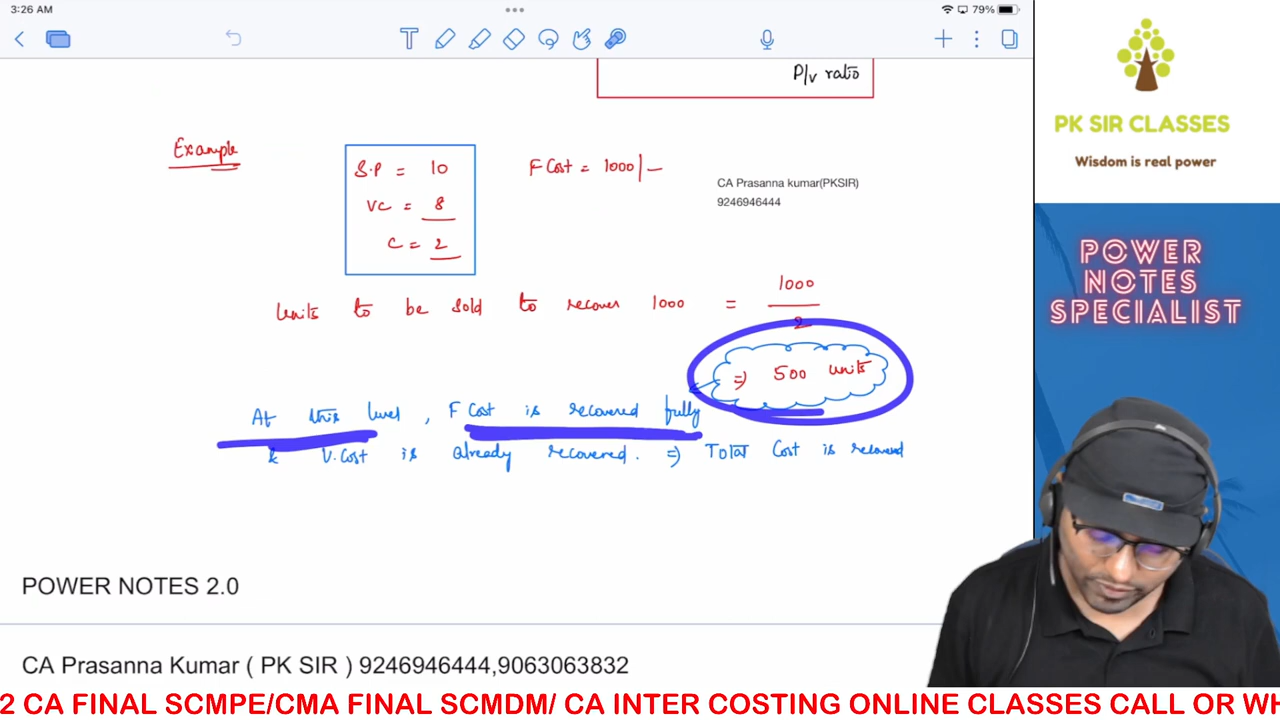 3:26 AM
79%
T
P/v ratio
PK SIR CLASSES
Wisdom is real power
Example
S.P = 10
F Cost = 1000/-
VC = 8
C = 2
CA Prasanna kumar(PKSIR)
9246946444
POWER
NOTES
SPECIALIST
Units to be sold to recover 1000 = 1000
2
=) 500 units
At this level , F Cost is recovered fully
& V.Cost is already recovered. =) Total Cost is recovered
POWER NOTES 2.0
CA Prasanna Kumar ( PK SIR ) 9246946444,9063063832
2 CA FINAL SCMPE/CMA FINAL SCMDM/ CA INTER COSTING ONLINE CLASSES CALL OR WH